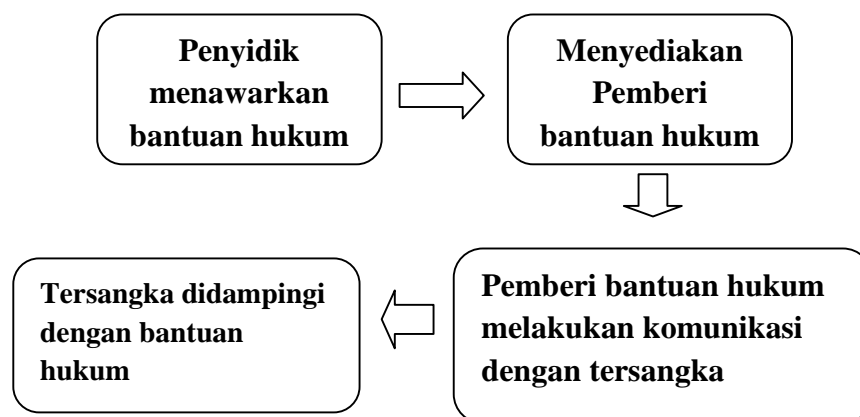 Penyidik
menawarkan
bantuan hukum
Menyediakan
Pemberi
bantuan hukum
Pemberi bantuan hukum
melakukan komunikasi
dengan tersangka
Tersangka didampingi
dengan bantuan
hukum